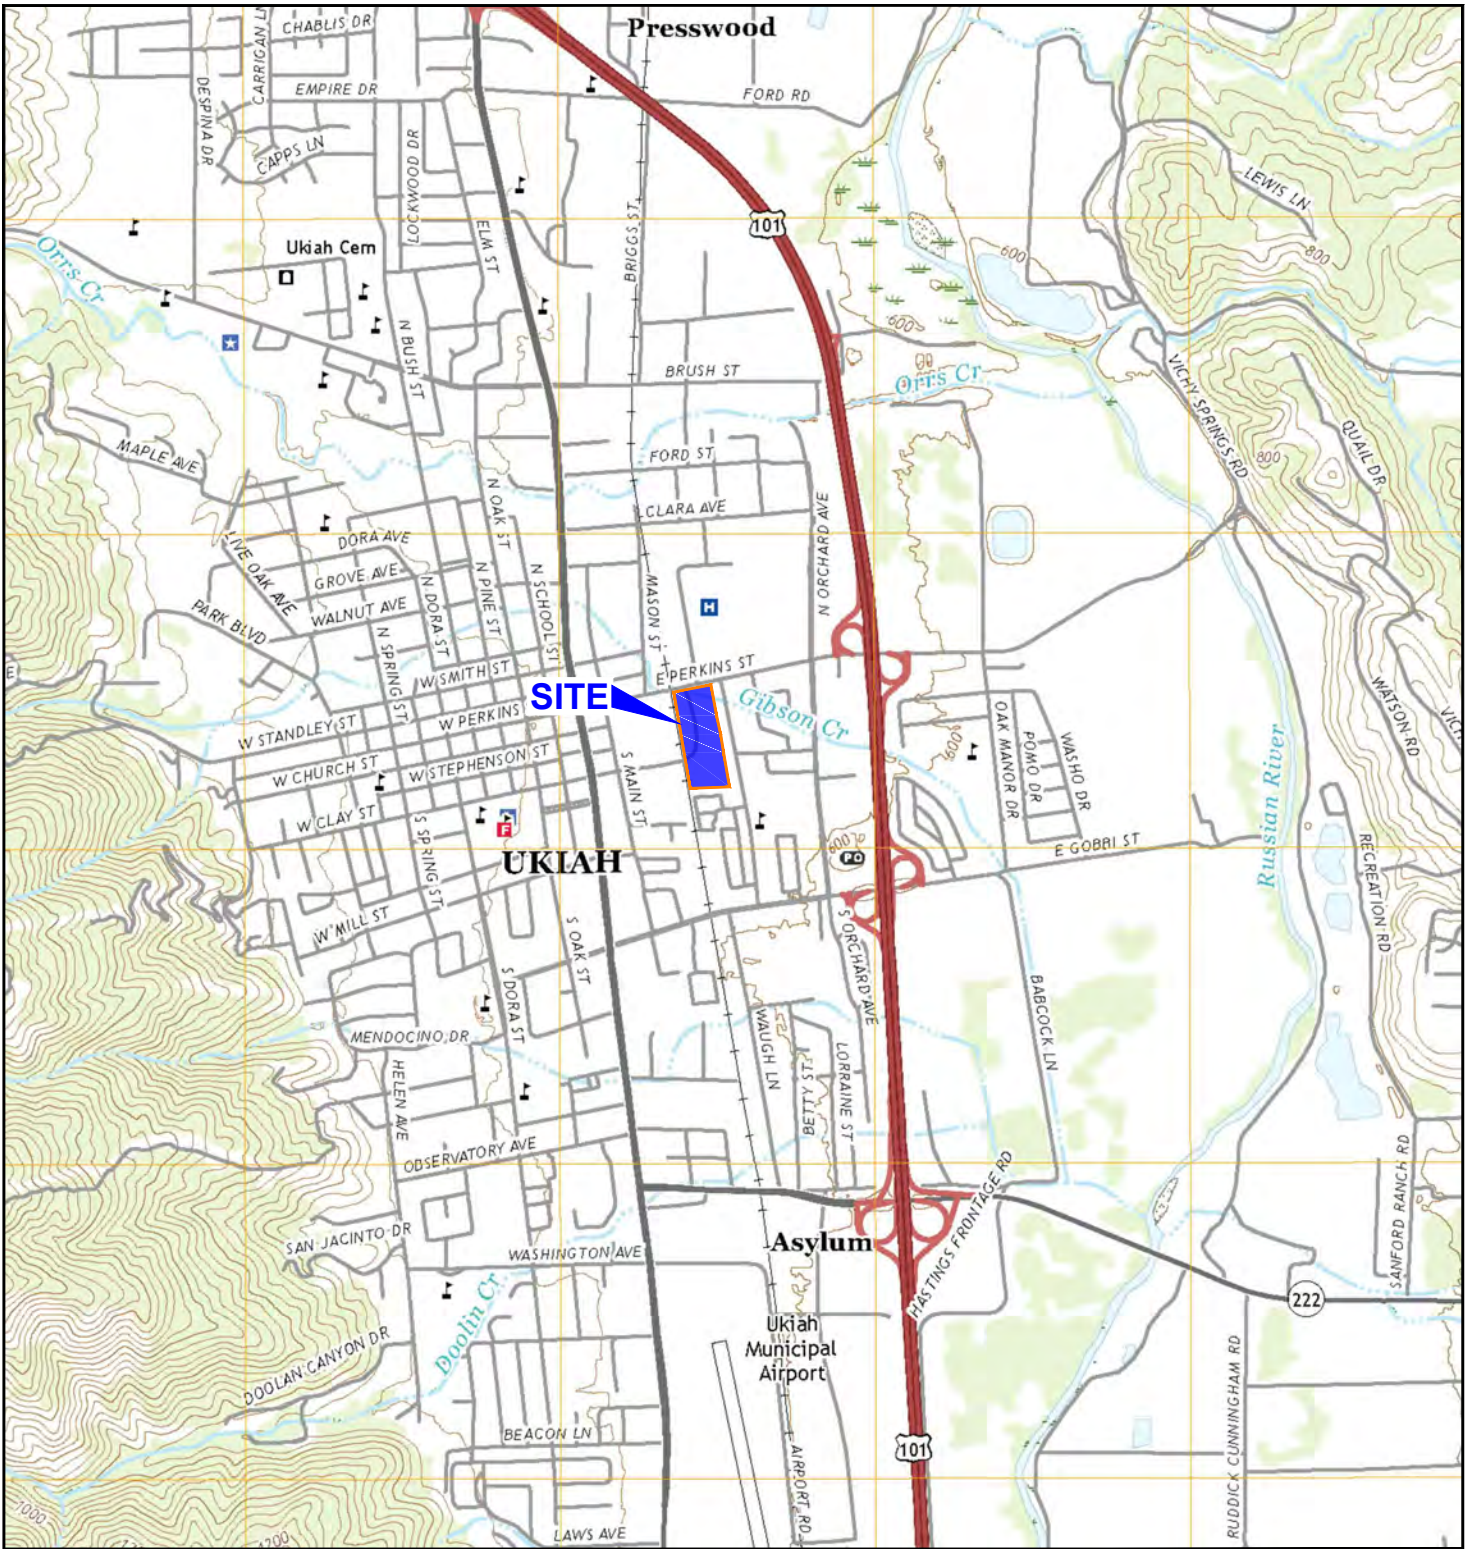 CHABLIS DR
CARRIGAN LN
Presswood
DESPINA DR
EMPIRE DR
FORD RD
CAPPS LN
LOCKWOOD DR
LEWIS LN
ELM ST
BRIGGS ST
101
Orrs Cr
Ukiah Cem
600
800
600
N BUSH ST
BRUSH ST
Orrs Cr
VICHY SPRINGS RD
QUAIL DR
MAPLE AVE
FORD ST
800
N OAK ST
CLARA AVE
N ORCHARD AVE
LIVE OAK AVE
DORA AVE
GROVE AVE
N DORA ST
N PINE ST
N SCHOOL ST
MASON ST
H
PARK BLVD
WALNUT AVE
N SPRING ST
W SMITH ST
E PERKINS ST
E
SITE
Gibson Cr
W STANDLEY ST
W PERKINS
WATSON RD
VICH
OAK MANOR DR
POMO DR
WASHO DR
600
W CHURCH ST
W STEPHENSON ST
S MAIN ST
Russian River
W CLAY ST
S SPRING ST
F
600
PO
E GOBBI ST
UKIAH
RECREATION RD
W MILL ST
S OAK ST
S ORCHARD AVE
S DORA ST
BABCOCK LN
MENDOCINO DR
WAUGH LN
HELEN AVE
BETTY ST
LORRAINE ST
OBSERVATORY AVE
HASTINGS FRONTAGE RD
SANFORD RANCH RD
SAN JACINTO DR
WASHINGTON AVE
Asylum
222
Doolin Cr
Ukiah
Municipal
Airport
DOOLAN CANYON DR
RUDDICK CUNNINGHAM RD
BEACON LN
101
AIRPORT RD
1000
1200
LAWS AVE